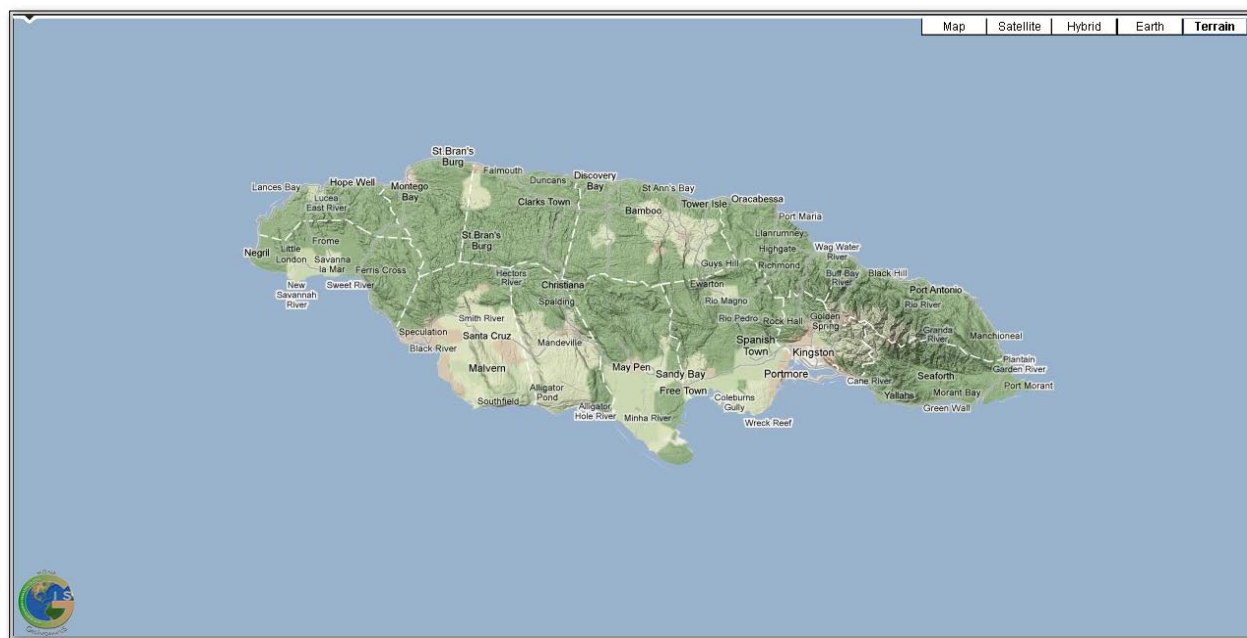 Map
Satellite
Hybrid
Earth
Terrain
St.Bran's
Burg
Falmouth
Duncans
Discovery
Bay
Lances Bay
Hope Well
Montego
Bay
St Ann's Bay
Lucea
East River
Clarks Town
Bamboo
Tower Isle
Oracabessa
Port Maria
Llanrumney
St.Bran's
Burg
Frome
Negril
Little
London
Savanna
la Mar
Ferris Cross
Highgate
Wag Water
River
Guys Hill
Richmond
New
Savannah
River
Sweet River
Hectors
River
Christiana
Ewarton
Buff Bay
River
Black Hill
Port Antonio
Spalding
Rio Magno
Rio River
Smith River
Rio Pedro
Rock Hall
Golden
Spring
Speculation
Santa Cruz
Mandeville
Spanish
Town
Granda
River
Manchioneal
Black River
Kingston
Plantain
Garden River
Malvern
May Pen
Sandy Bay
Portmore
Cane River
Seaforth
Port Morant
Alligator
Pond
Free Town
Southfield
Alligator
Hole River
Minha River
Coleburns
Gully
Wreck Reef
Yallahs
Morant Bay
Green Wall
G
I S